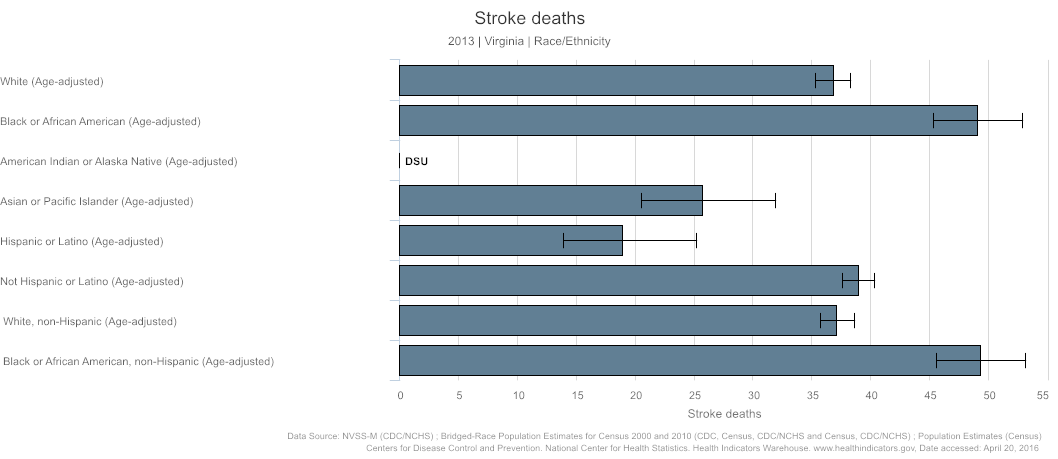 Stroke deaths
2013 | Virginia | Race/Ethnicity
White (Age-adjusted)
Black or African American (Age-adjusted)
American Indian or Alaska Native (Age-adjusted)
DSU
Asian or Pacific Islander (Age-adjusted)
Hispanic or Latino (Age-adjusted)
Not Hispanic or Latino (Age-adjusted)
White, non-Hispanic (Age-adjusted)
Black or African American, non-Hispanic (Age-adjusted)
0 5 10 15 20 25 30 35 40 45 50 55
Stroke deaths
Data Source: NVSS-M (CDC/NCHS) ; Bridged-Race Population Estimates for Census 2000 and 2010 (CDC, Census, CDC/NCHS and Census, CDC/NCHS) ; Population Estimates (Census)
Centers for Disease Control and Prevention. National Center for Health Statistics. Health Indicators Warehouse. www.healthindicators.gov, Date accessed: April 20, 2016